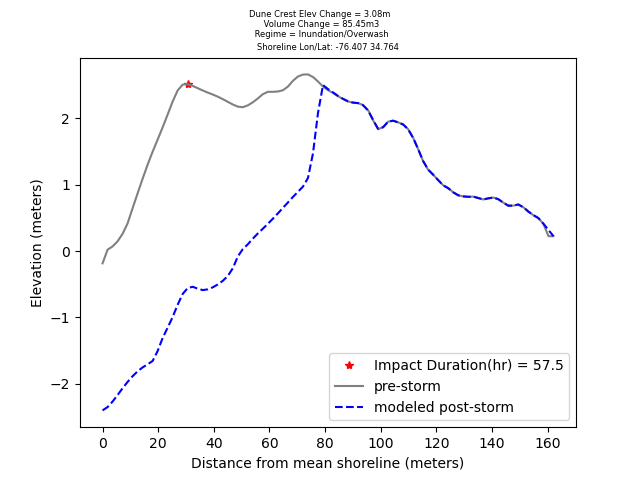 Dune Crest Elev Change = 3.08m
Volume Change = 85.45m3
Regime = Inundation/Overwash
Shoreline Lon/Lat: -76.407 34.764
Elevation (meters)
2
1
0
−1
−2
Impact Duration(hr) = 57.5
pre-storm
modeled post-storm
0 20 40 60 80 100 120 140 160
Distance from mean shoreline (meters)